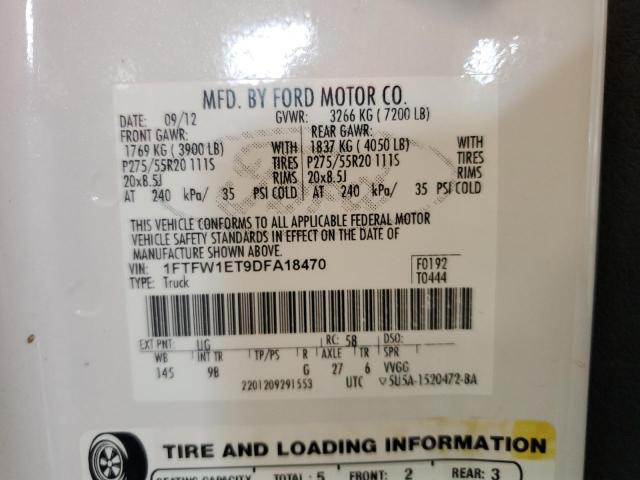 MFD. BY FORD MOTOR CO.
DATE: 09/12 GVWR: 3266 KG ( 7200 LB)
FRONT GAWR: REAR GAWR:
1769 KG ( 3900 LB) WITH 1837 KG ( 4050 LB) WITH
P275/55R20 111S TIRES P275/55R20 111S TIRES
20x8.5J RIMS 20x8.5J RIMS
AT 240 kPa/ 35 PSI COLD AT 240 kPa/ 35 PSI COLD
THIS VEHICLE CONFORMS TO ALL APPLICABLE FEDERAL MOTOR
VEHICLE SAFETY STANDARDS IN EFFECT ON THE DATE OF
MANUFACTURE SHOWN ABOVE.
VIN: 1FTFW1ET9DFA18470 F0192
TYPE: Truck T0444
EXT PNT: UG RC: 58 DSO:
WB INT TR TP/PS R AXLE TR SPR
145 9B G 27 6 VVGG
2201209291553 UTC ▽5U5A-1520472-BA
TIRE AND LOADING INFORMATION
SEATING CAPACITY TOTAL : 5 FRONT: 2 REAR: 3